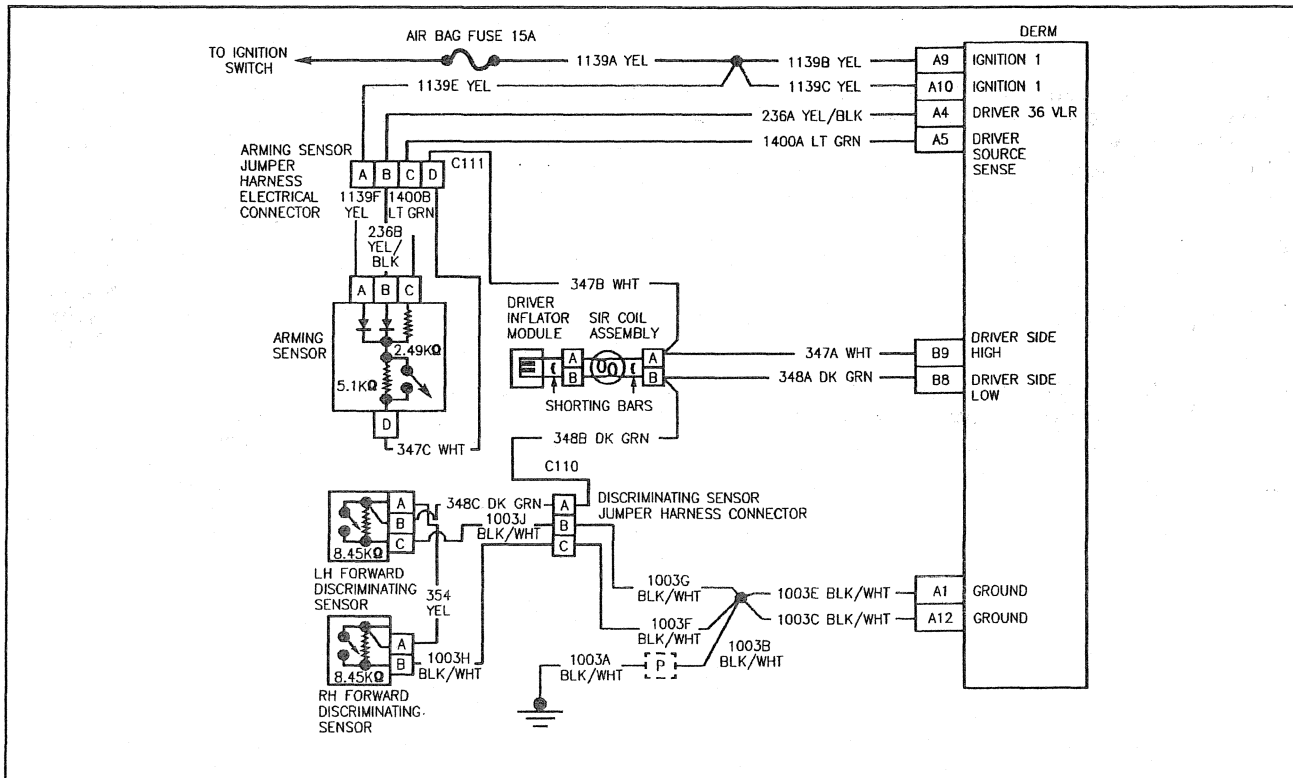 AIR BAG FUSE 15A
DERM
TO IGNITION
SWITCH
1139A YEL
1139B YEL
A9
IGNITION 1
1139E YEL
1139C YEL
A10
IGNITION 1
236A YEL/BLK
A4
DRIVER 36 VLR
1400A LT GRN
A5
DRIVER
SOURCE
SENSE
ARMING SENSOR
JUMPER
HARNESS
ELECTRICAL
CONNECTOR
A B C D
C111
1139F
YEL
1400B
LT GRN
236B
YEL/
BLK
A B C
ARMING
SENSOR
2.49KΩ
5.1KΩ
D
347C WHT
347B WHT
DRIVER
INFLATOR
MODULE
SIR COIL
ASSEMBLY
A
B
A
B
SHORTING BARS
347A WHT
B9
DRIVER SIDE
HIGH
348A DK GRN
B8
DRIVER SIDE
LOW
348B DK GRN
C110
A
B
C
DISCRIMINATING SENSOR
JUMPER HARNESS CONNECTOR
348C DK GRN
1003J
BLK/WHT
A
B
C
8.45KΩ
LH FORWARD
DISCRIMINATING
SENSOR
354
YEL
A
B
1003H
BLK/WHT
8.45KΩ
RH FORWARD
DISCRIMINATING
SENSOR
1003G
BLK/WHT
1003E BLK/WHT
A1
GROUND
1003C BLK/WHT
A12
GROUND
1003F
BLK/WHT
1003B
BLK/WHT
1003A
BLK/WHT
P